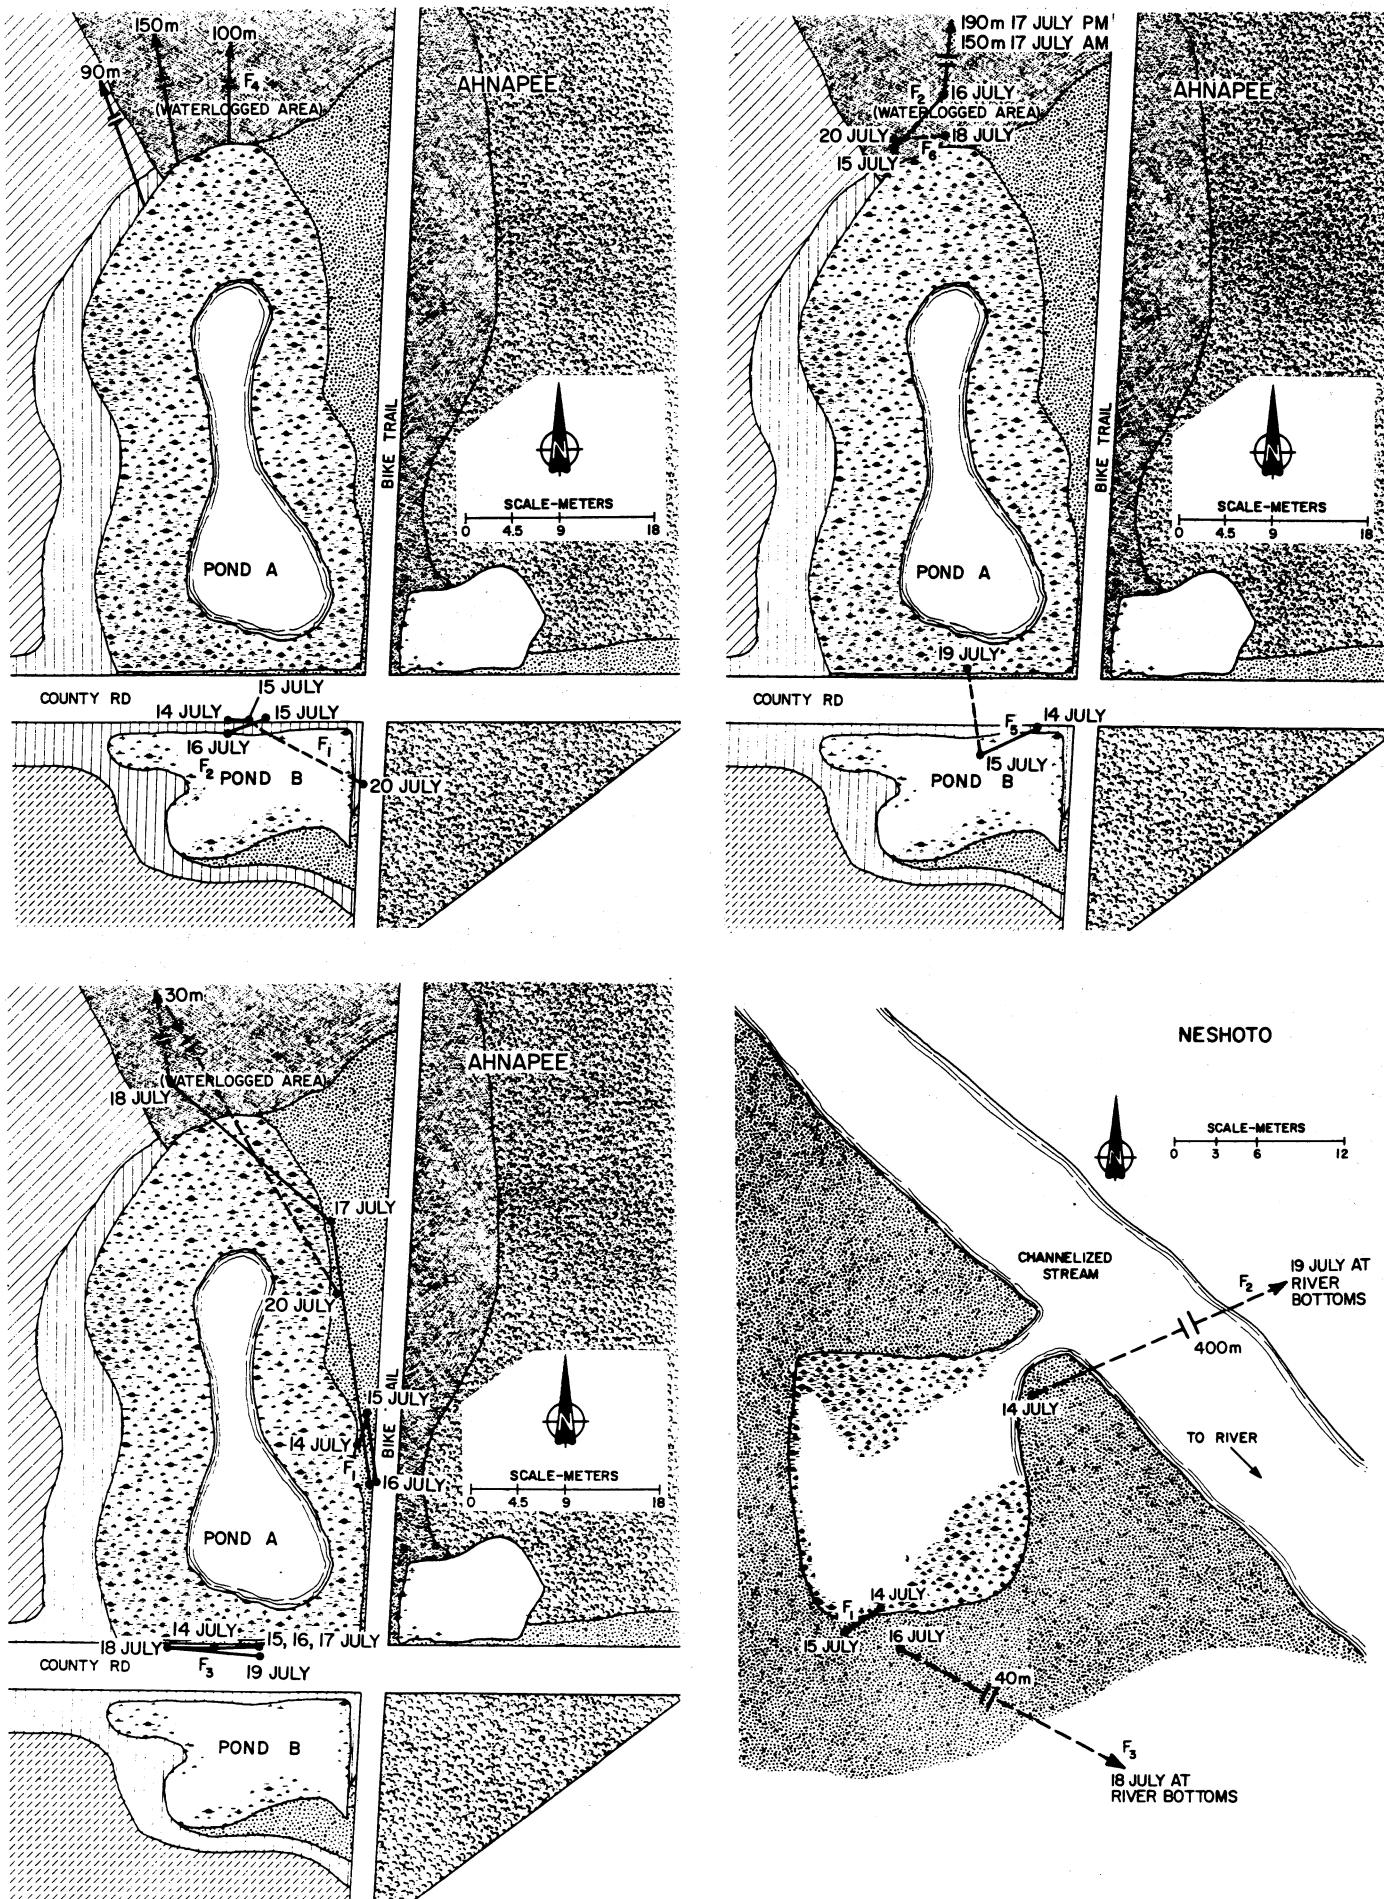 150m
100m
90m
F4
(WATERLOGGED AREA)
AHNAPEE
BIKE TRAIL
N
SCALE-METERS
0 4.5 9 18
POND A
COUNTY RD
15 JULY
14 JULY
15 JULY
16 JULY
F1
F2
POND B
20 JULY
190m 17 JULY PM
150m 17 JULY AM
F2
16 JULY
(WATERLOGGED AREA)
20 JULY
18 JULY
F6
15 JULY
AHNAPEE
BIKE TRAIL
N
SCALE-METERS
0 4.5 9 18
POND A
19 JULY
COUNTY RD
F5
14 JULY
15 JULY
POND B
30m
(WATERLOGGED AREA)
18 JULY
AHNAPEE
17 JULY
20 JULY
15 JULY
14 JULY
BIKE
AIL
F1
16 JULY
N
SCALE-METERS
0 4.5 9 18
POND A
14 JULY
18 JULY
15, 16, 17 JULY
COUNTY RD
F3
19 JULY
POND B
NESHOTO
N
SCALE-METERS
0 3 6 12
CHANNELIZED
STREAM
F2
19 JULY AT
RIVER
BOTTOMS
400m
14 JULY
TO RIVER
14 JULY
F1
15 JULY
16 JULY
40m
F3
18 JULY AT
RIVER BOTTOMS